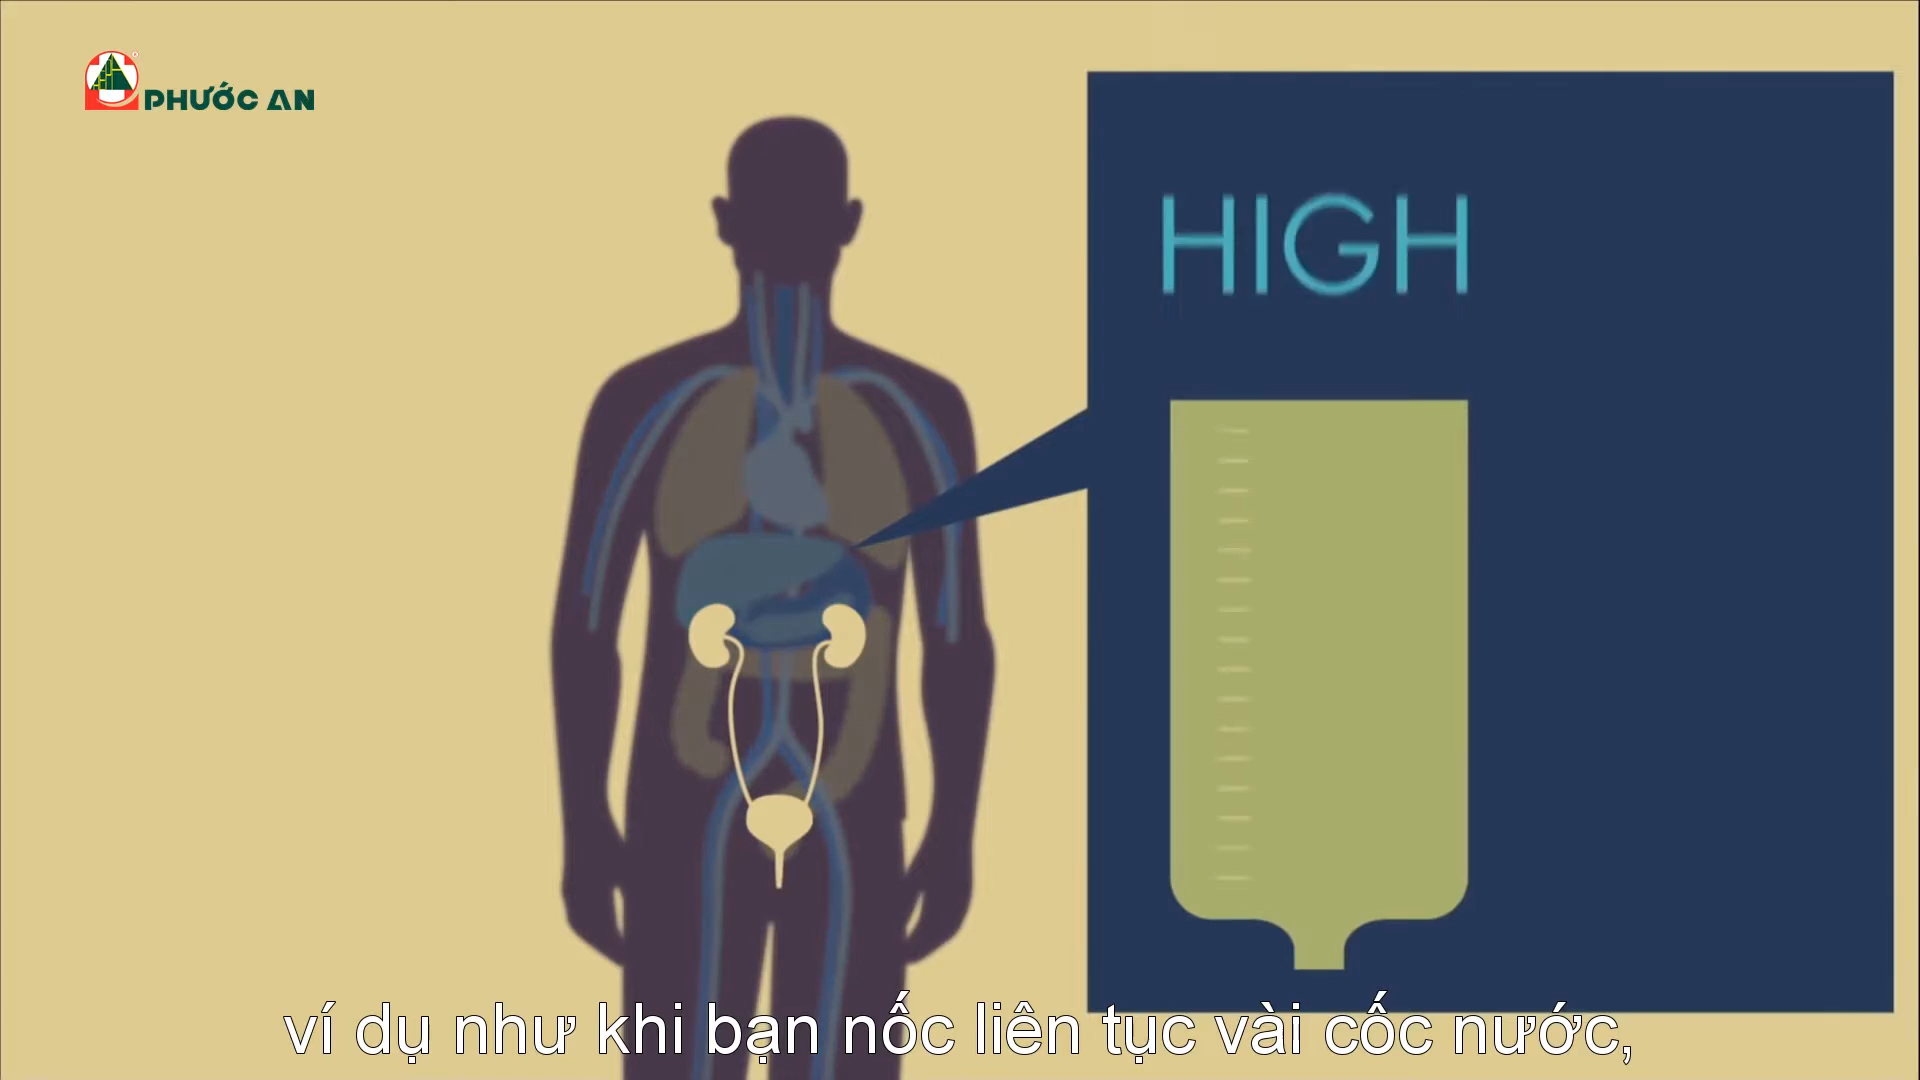 PHƯỚC AN
HIGH
ví dụ như khi bạn nốc liên tục vài cốc nước,